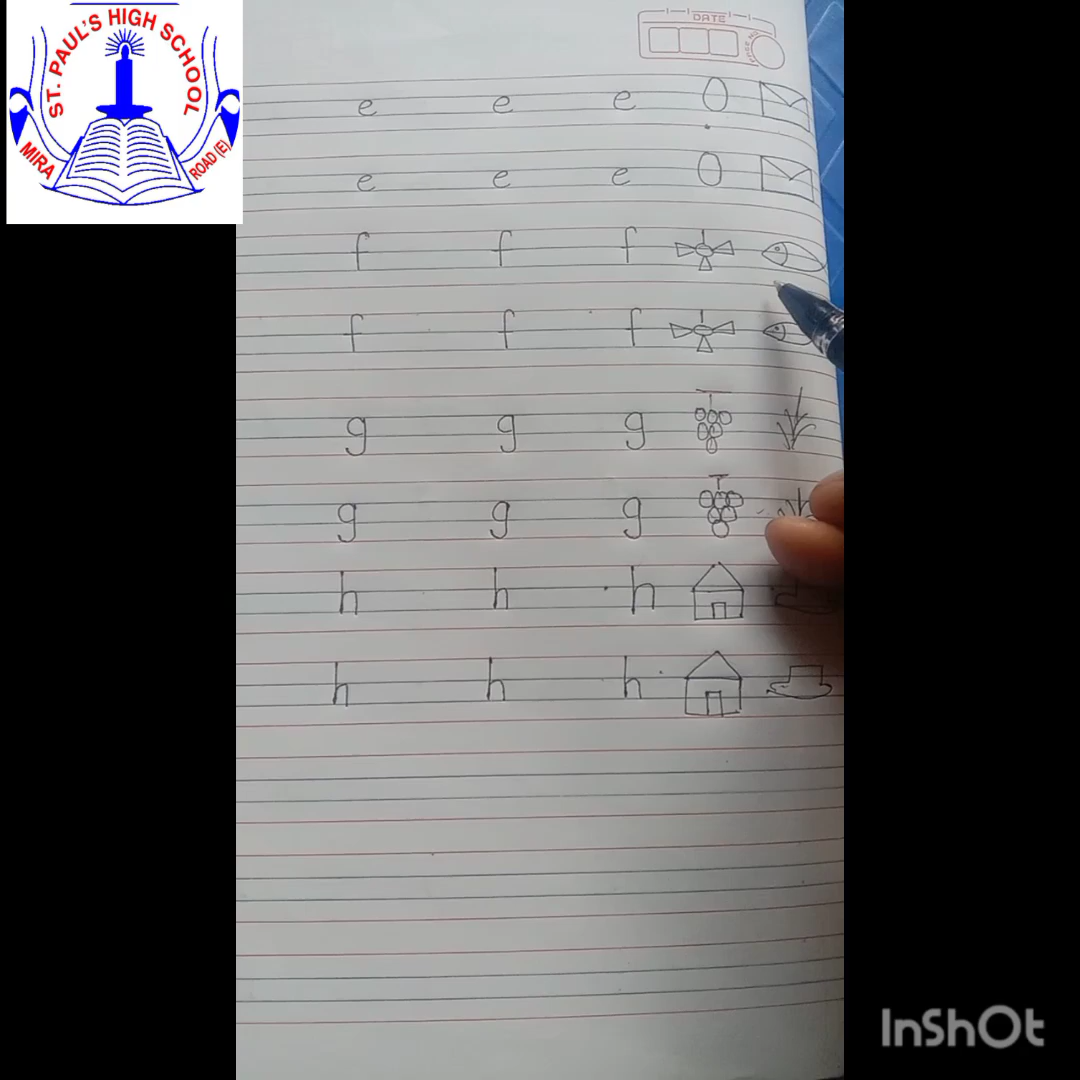 ST. PAUL'S HIGH SCHOOL
MIRA ROAD (E)
DATE
e e e
e e e
f f f
f f f
g g g
g g g
h h h
h h h
InShOt